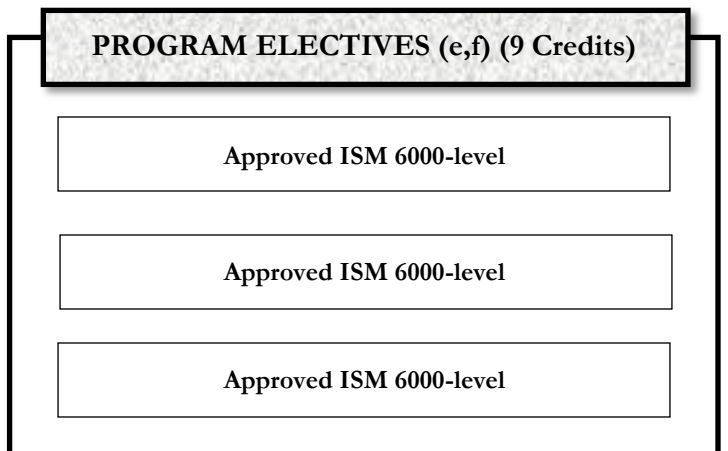 PROGRAM ELECTIVES (e,f) (9 Credits)
Approved ISM 6000-level
Approved ISM 6000-level
Approved ISM 6000-level